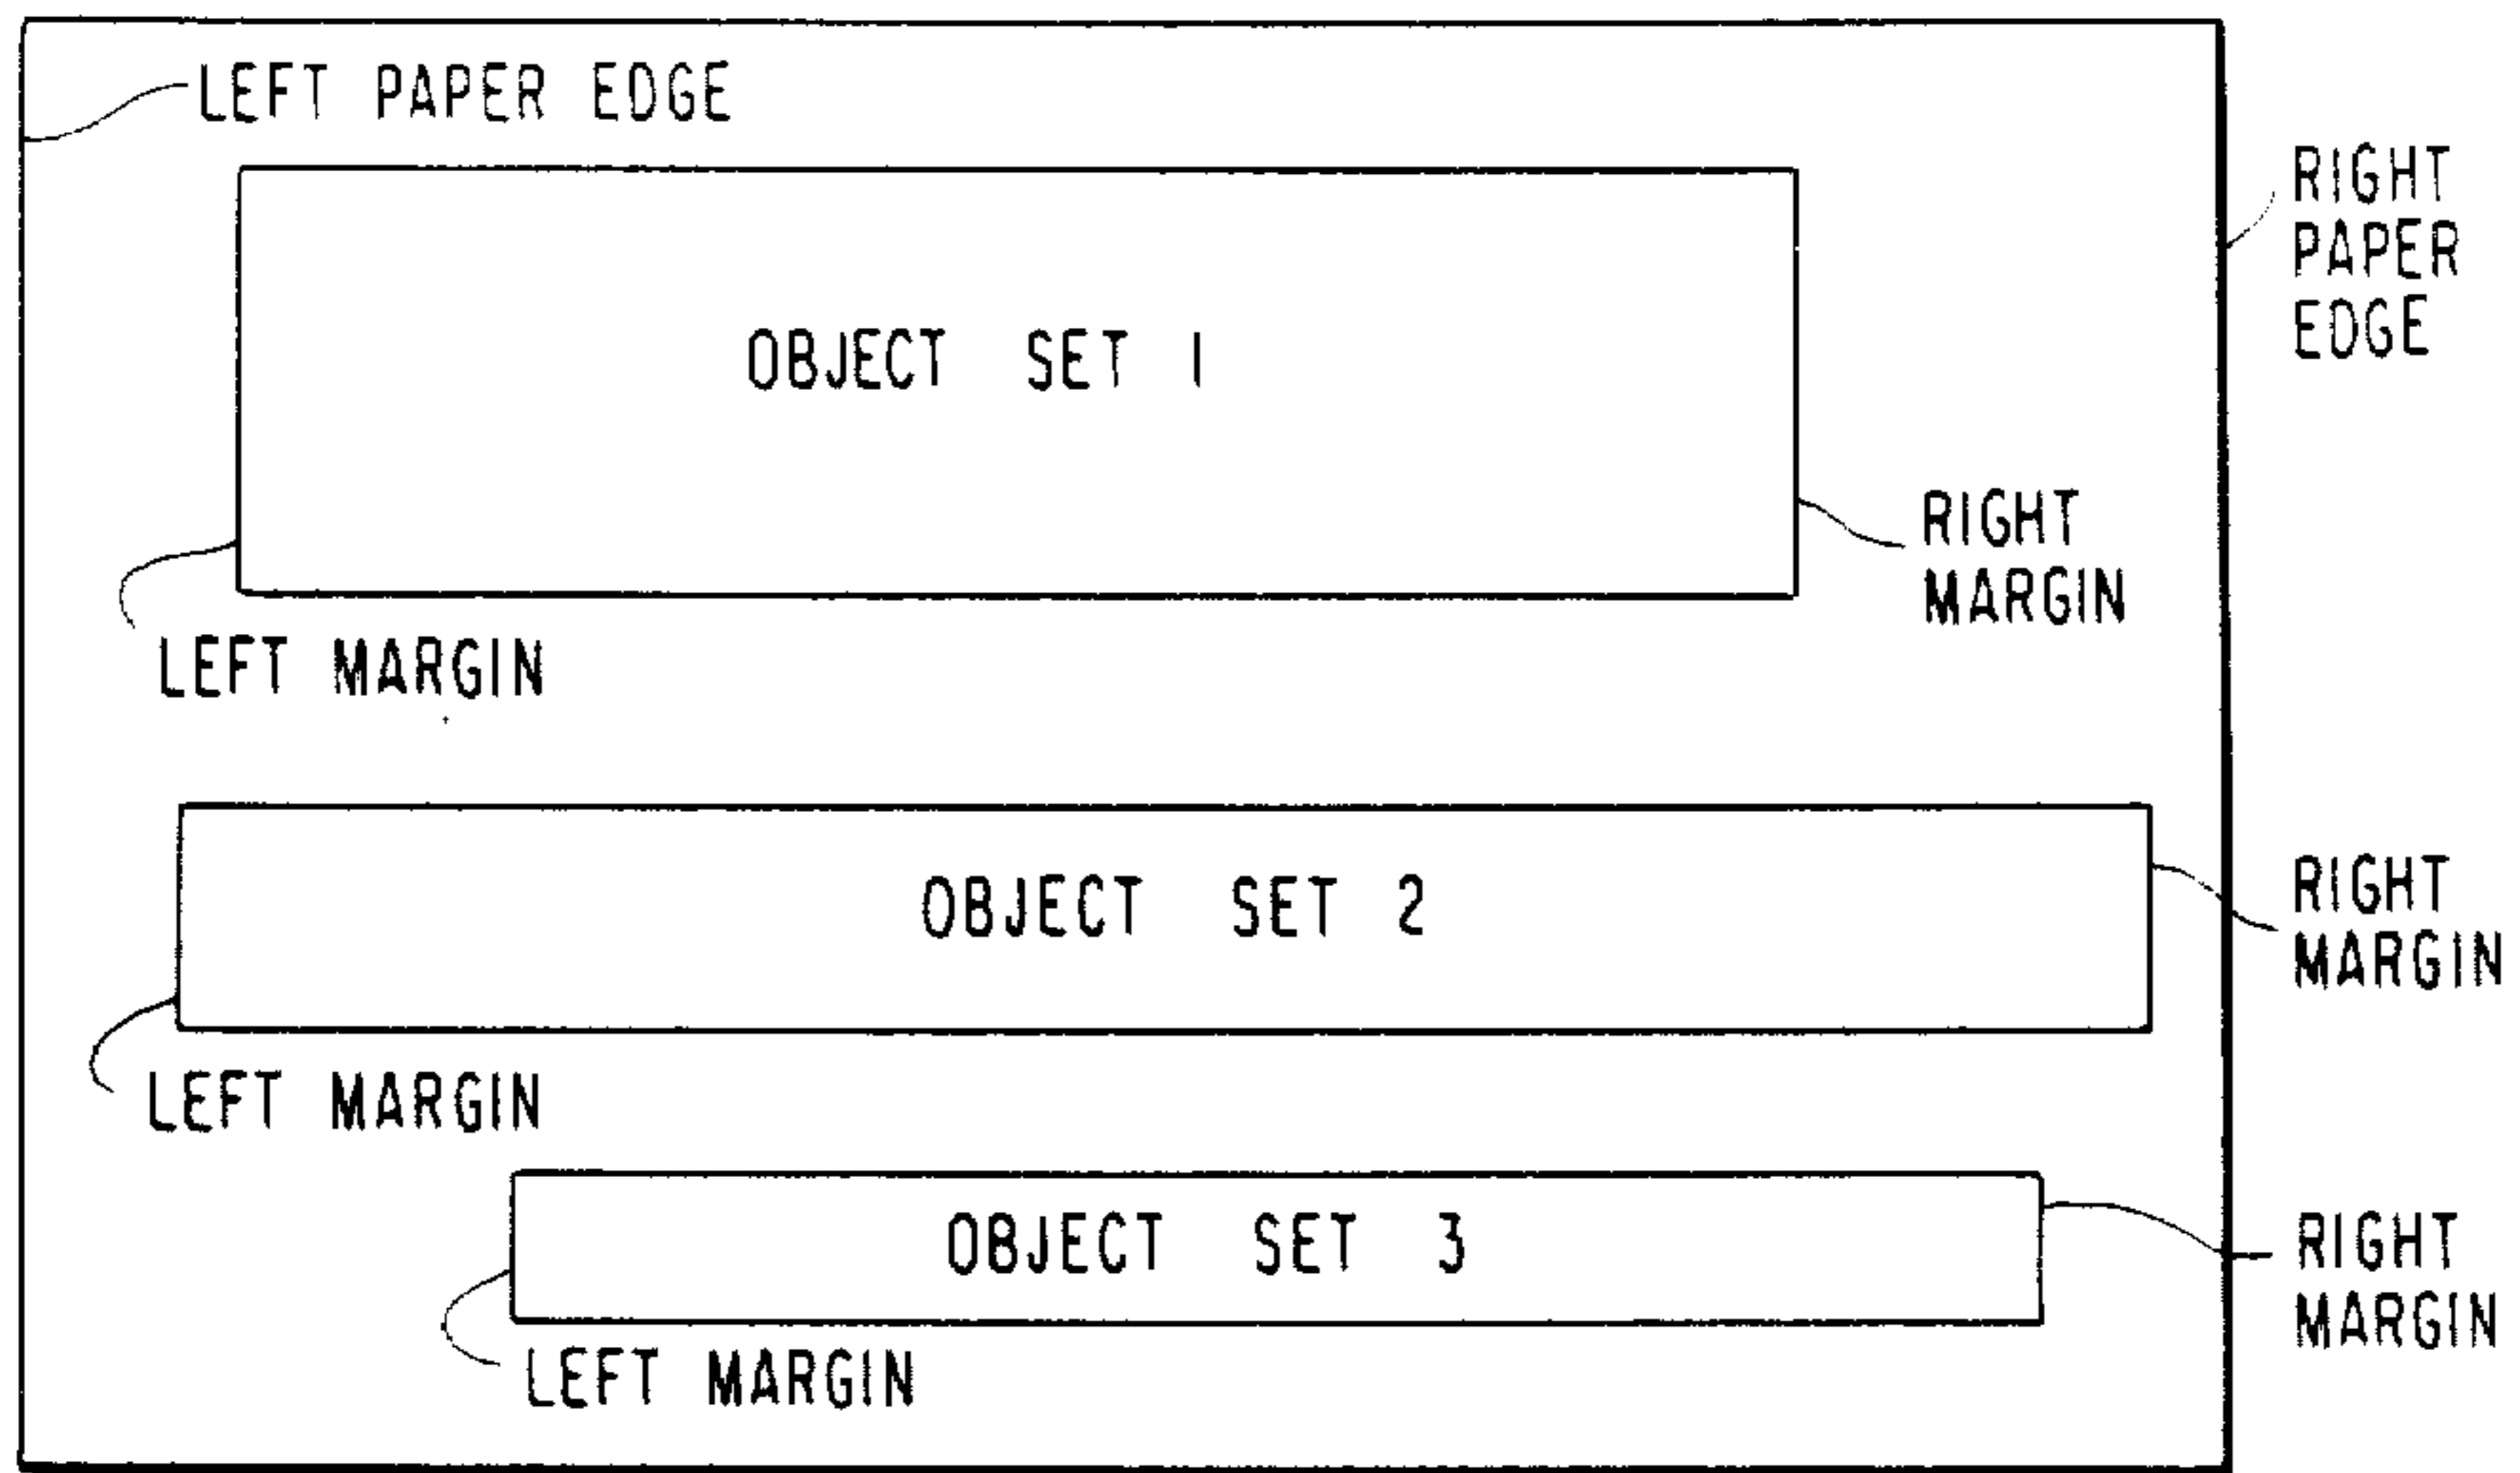 LEFT PAPER EDGE
RIGHT
PAPER
EDGE
OBJECT SET 1
RIGHT
MARGIN
LEFT MARGIN
OBJECT SET 2
RIGHT
MARGIN
LEFT MARGIN
OBJECT SET 3
RIGHT
MARGIN
LEFT MARGIN